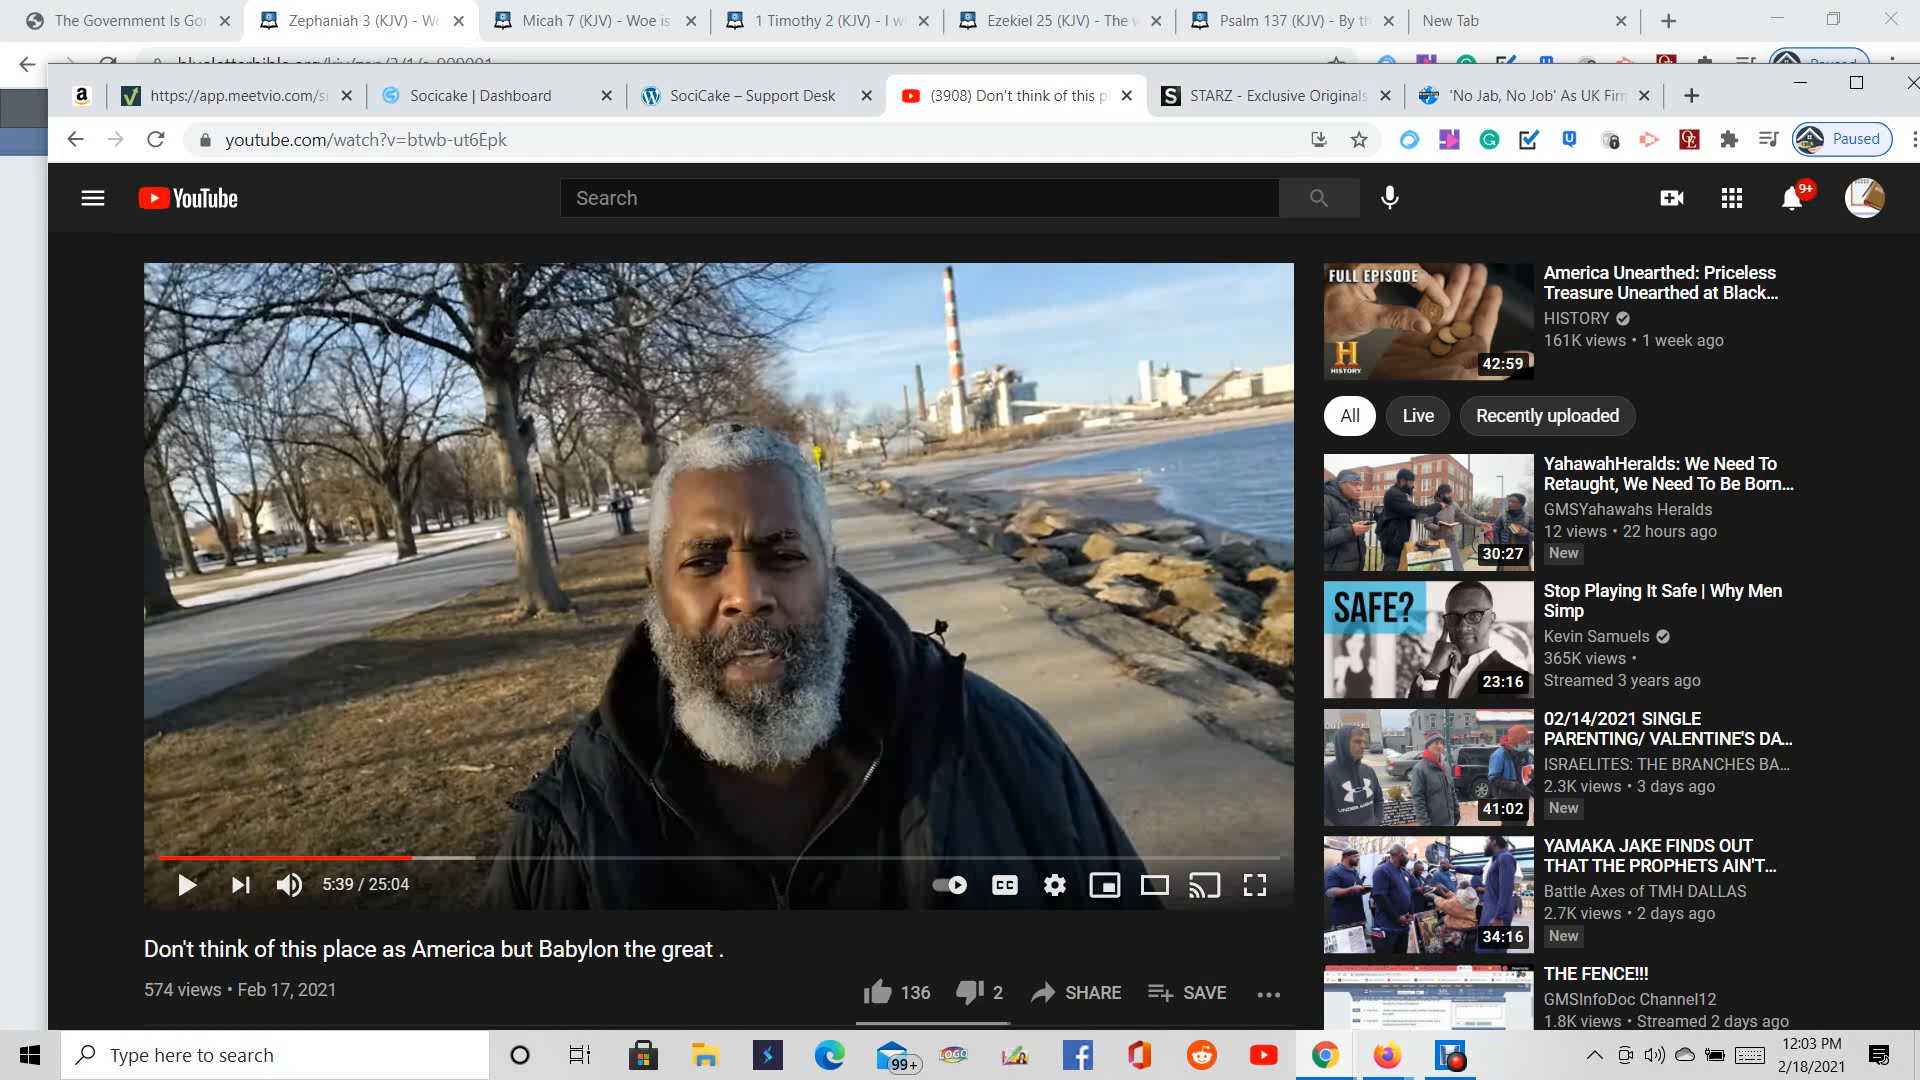 The Government Is Go
Zephaniah 3 (KJV) - W
Micah 7 (KJV) - Woe is
1 Timothy 2 (KJV) - I w
Ezekiel 25 (KJV) - The
Psalm 137 (KJV) - By t
New Tab
https://app.meetvio.com/s
Socicake | Dashboard
SociCake – Support Desk
(3908) Don't think of this p
STARZ - Exclusive Originals
'No Jab, No Job' As UK Fir
youtube.com/watch?v=btwb-ut6Epk
Paused
YouTube
Search
9+
FULL EPISODE
H
HISTORY
42:59
America Unearthed: Priceless
Treasure Unearthed at Black...
HISTORY
161K views • 1 week ago
All
Live
Recently uploaded
30:27
YahawahHeralds: We Need To
Retaught, We Need To Be Born...
GMSYahawahs Heralds
12 views • 22 hours ago
New
SAFE?
23:16
Stop Playing It Safe | Why Men
Simp
Kevin Samuels
365K views •
Streamed 3 years ago
UNDER ARMOUR
41:02
02/14/2021 SINGLE
PARENTING/ VALENTINE'S DA...
ISRAELITES: THE BRANCHES BA...
2.3K views • 3 days ago
New
34:16
YAMAKA JAKE FINDS OUT
THAT THE PROPHETS AIN'T...
Battle Axes of TMH DALLAS
2.7K views • 2 days ago
New
THE FENCE!!!
GMSInfoDoc Channel12
1.8K views • Streamed 2 days ago
5:39 / 25:04
CC
Don't think of this place as America but Babylon the great .
574 views • Feb 17, 2021
136
2
SHARE
SAVE
Type here to search
99+
LOGO
12:03 PM
2/18/2021